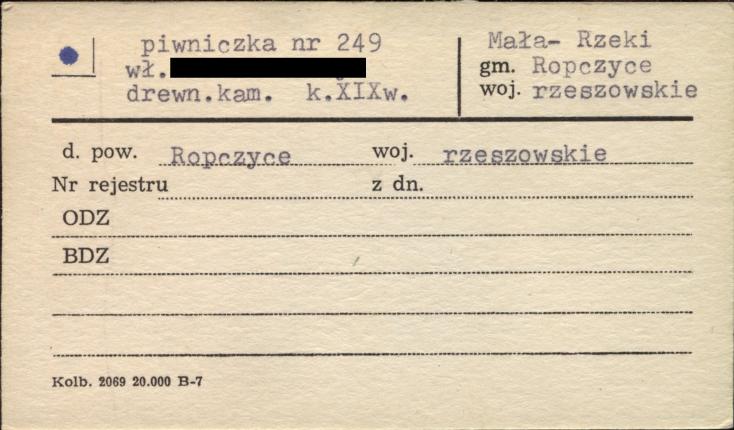 piwniczka nr 249 Mała- Rzeki
wł. gm. Ropczyce
drewn.kam. k.XIXw. woj. rzeszowskie
d. pow. Ropczyce woj. rzeszowskie
Nr rejestru z dn.
ODZ
BDZ
Kolb. 2069 20.000 B-7